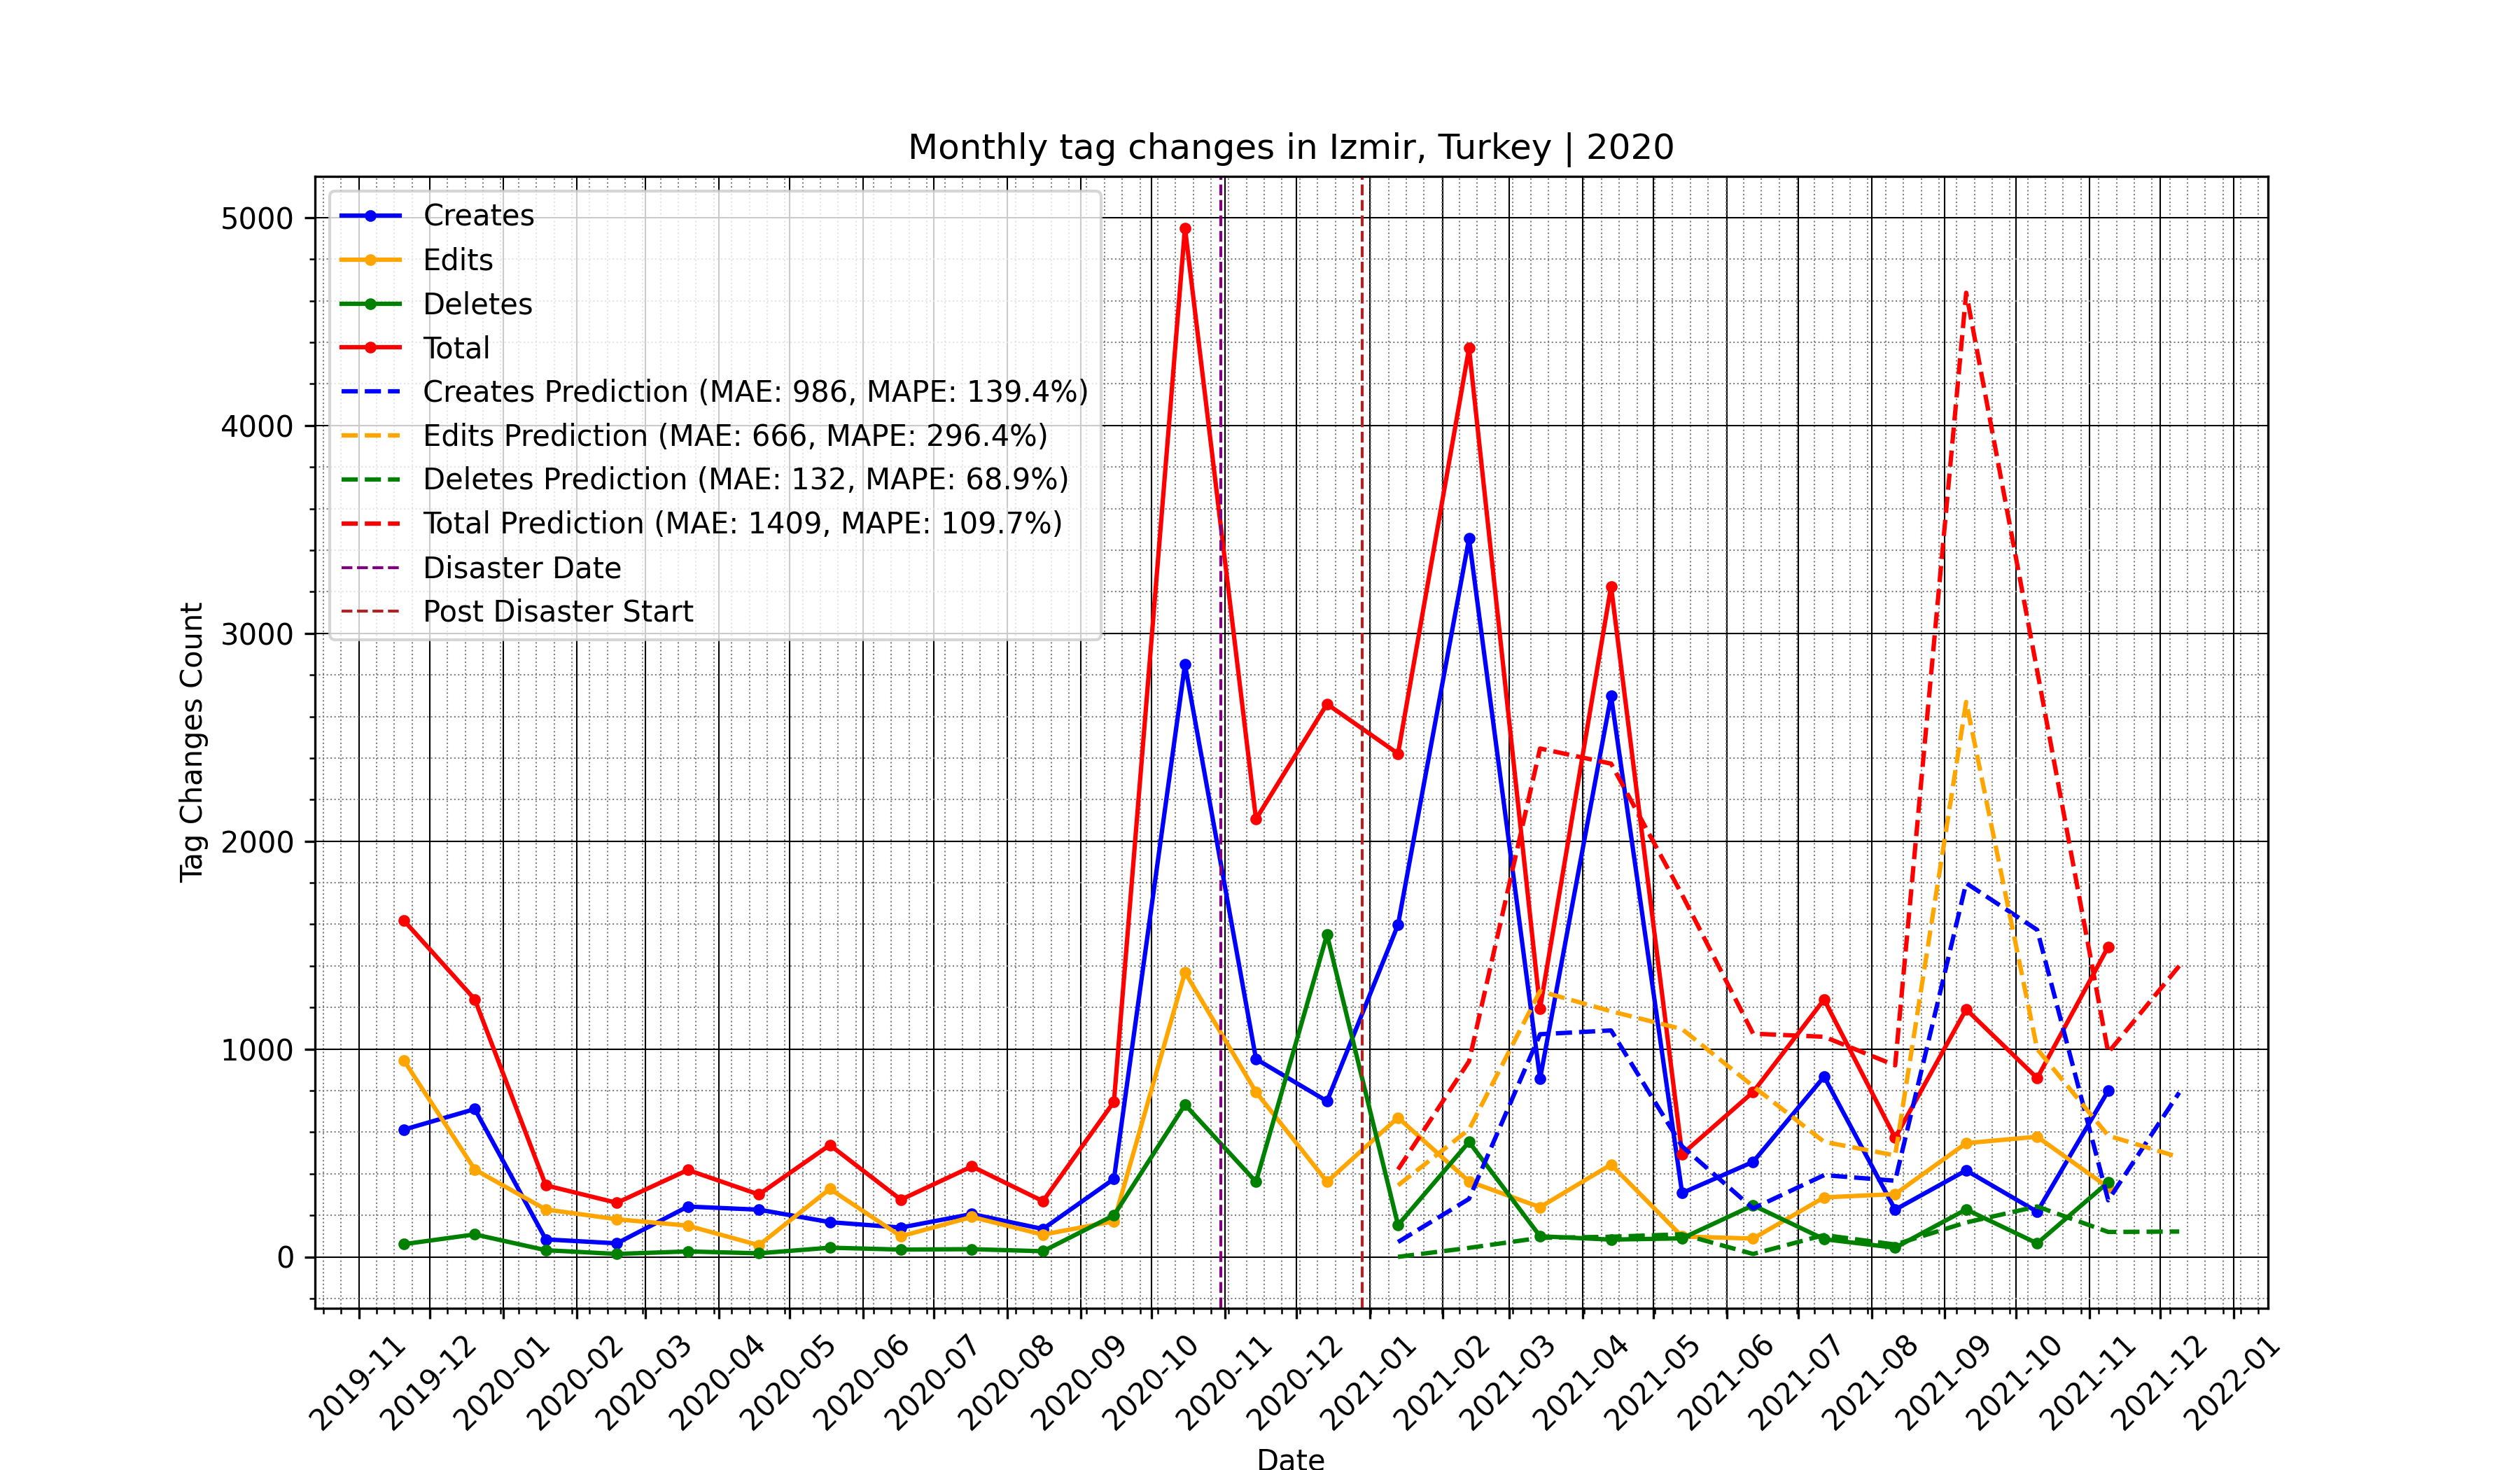 Monthly tag changes in Izmir, Turkey | 2020
Tag Changes Count
5000
4000
3000
2000
1000
0
Creates
Edits
Deletes
Total
Creates Prediction (MAE: 986, MAPE: 139.4%)
Edits Prediction (MAE: 666, MAPE: 296.4%)
Deletes Prediction (MAE: 132, MAPE: 68.9%)
Total Prediction (MAE: 1409, MAPE: 109.7%)
Disaster Date
Post Disaster Start
2019-11
2019-12
2020-01
2020-02
2020-03
2020-04
2020-05
2020-06
2020-07
2020-08
2020-09
2020-10
2020-11
2020-12
2021-01
2021-02
2021-03
2021-04
2021-05
2021-06
2021-07
2021-08
2021-09
2021-10
2021-11
2021-12
2022-01
Date